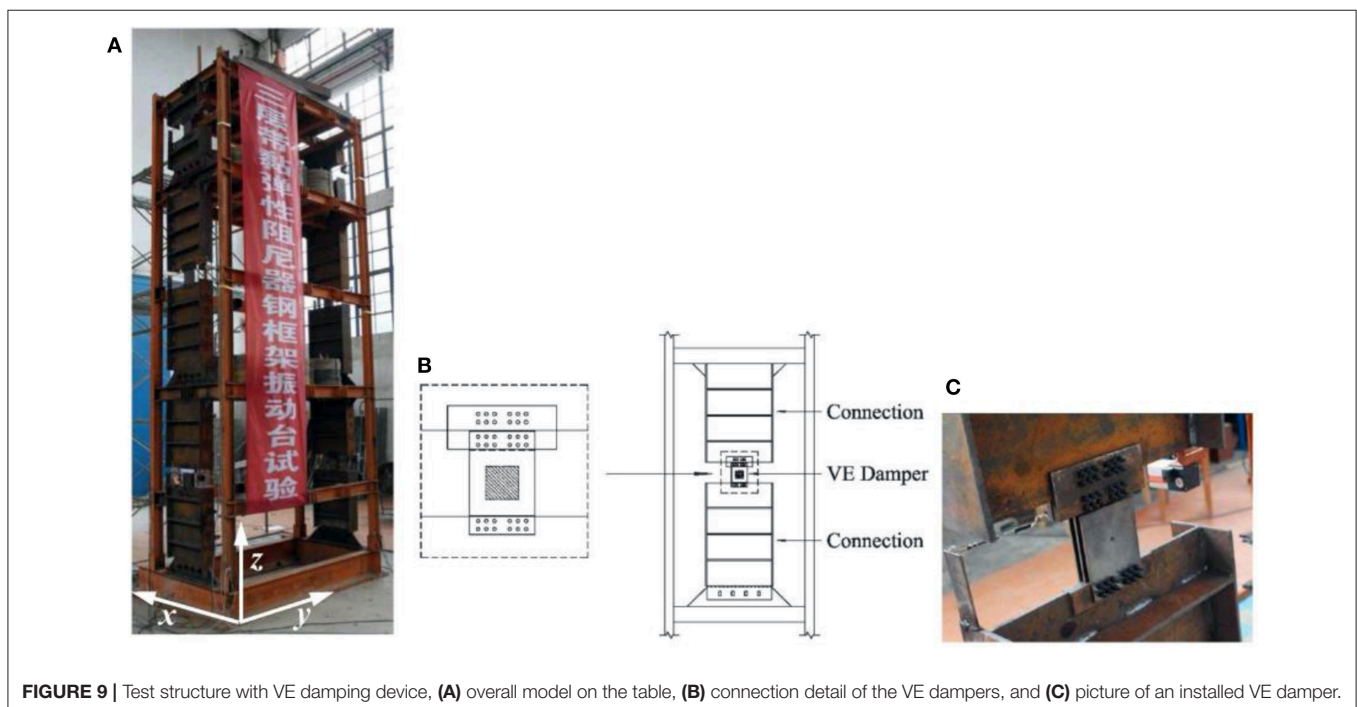 A
三層带黏弹性阻尼器钢框架振动台试验
z
x
y
B
Connection
VE Damper
Connection
C
FIGURE 9 | Test structure with VE damping device, (A) overall model on the table, (B) connection detail of the VE dampers, and (C) picture of an installed VE damper.